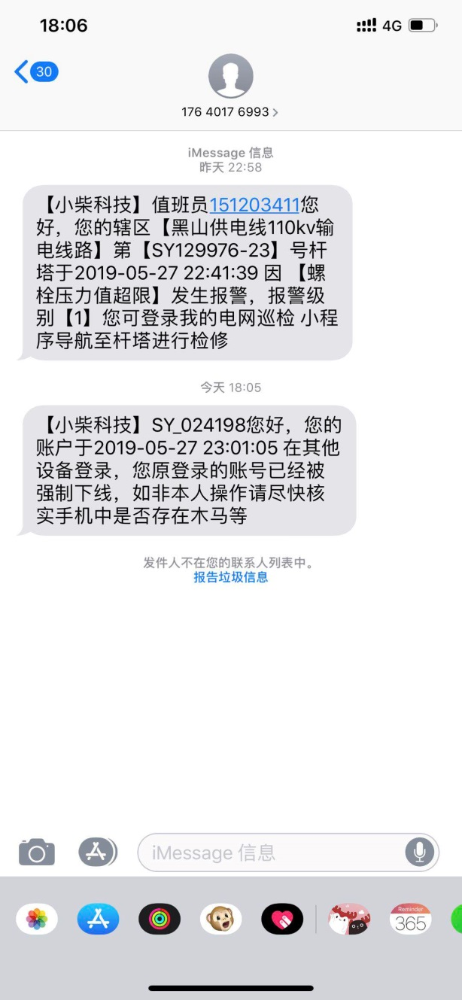 18:06
4G
30
176 4017 6993
iMessage 信息
昨天 22:58
【小柴科技】值班员151203411您
好，您的辖区【黑山供电线110kv输
电线路】第【SY129976-23】号杆
塔于2019-05-27 22:41:39 因 【螺
栓压力值超限】发生报警，报警级
别【1】您可登录我的电网巡检 小程
序导航至杆塔进行检修
今天 18:05
【小柴科技】SY_024198您好，您的
账户于2019-05-27 23:01:05 在其他
设备登录，您原登录的账号已经被
强制下线，如非本人操作请尽快核
实手机中是否存在木马等
发件人不在您的联系人列表中。
报告垃圾信息
iMessage 信息
Reminder
365